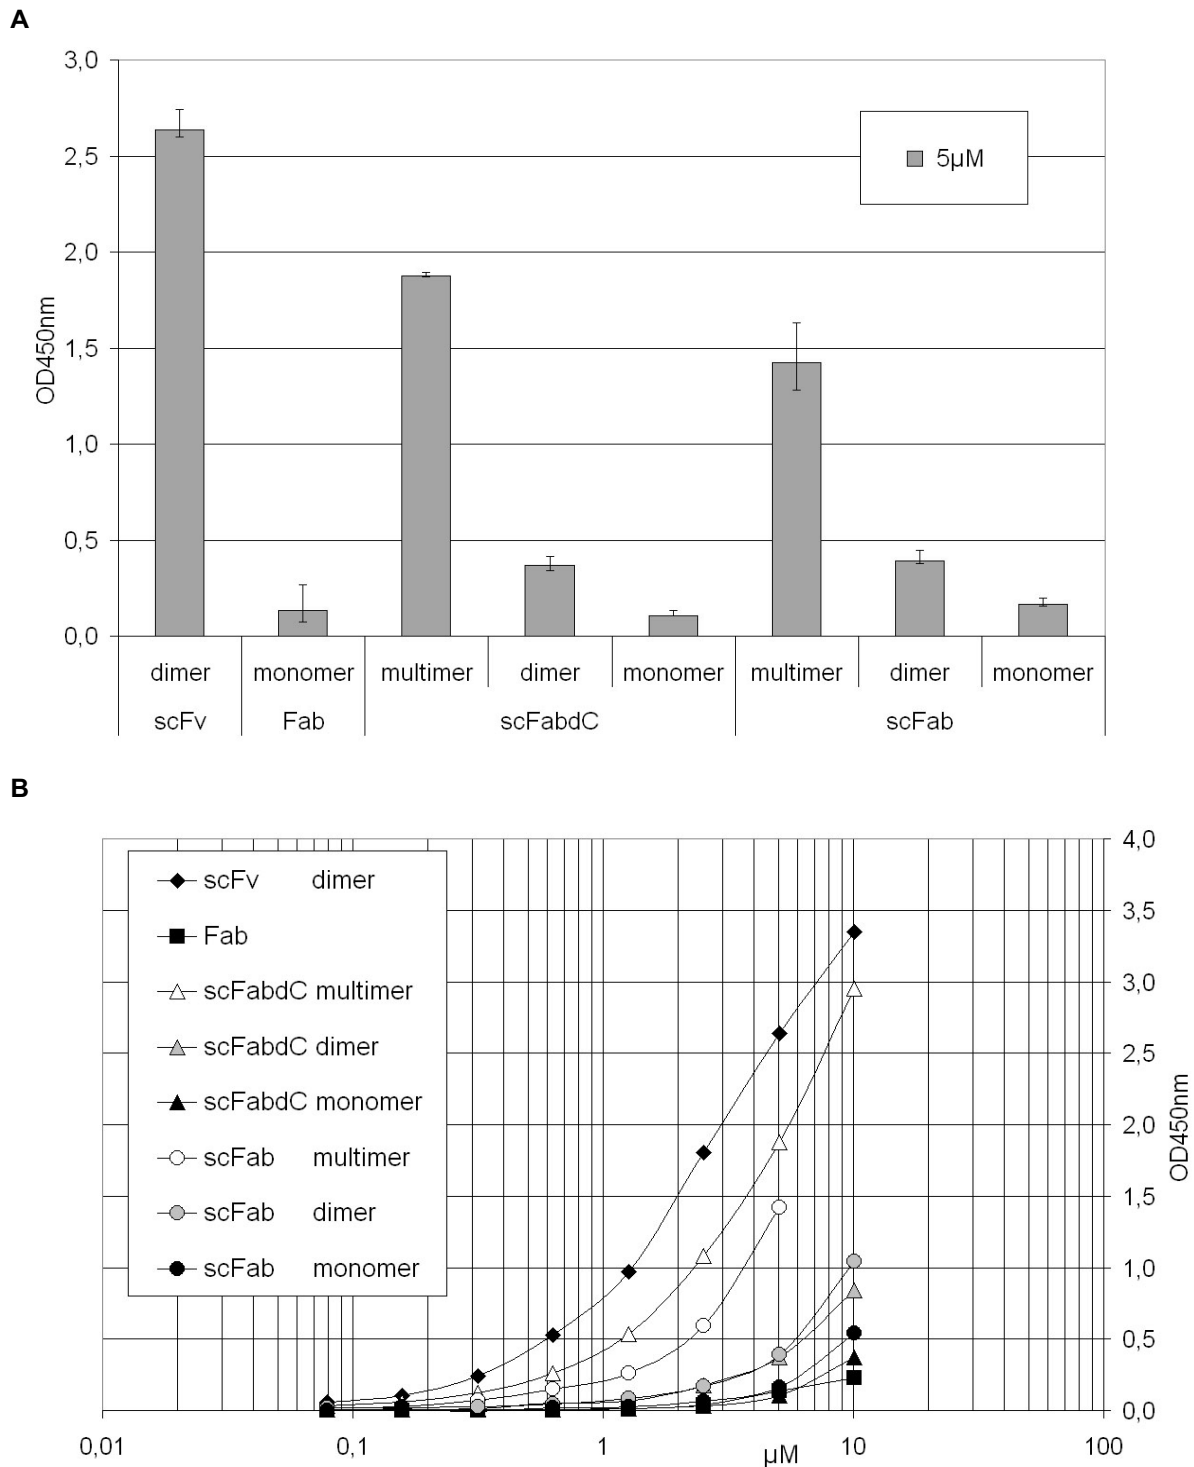 A
3,0
2,5
2,0
1,5
1,0
0,5
0,0
OD450nm
5µM
dimer monomer multimer dimer monomer multimer dimer monomer
scFv Fab scFabdC scFab
B
scFv dimer
Fab
scFabdC multimer
scFabdC dimer
scFabdC monomer
scFab multimer
scFab dimer
scFab monomer
4,0
3,5
3,0
2,5
2,0
1,5
1,0
0,5
0,0
OD450nm
0,01 0,1 1 µM 10 100